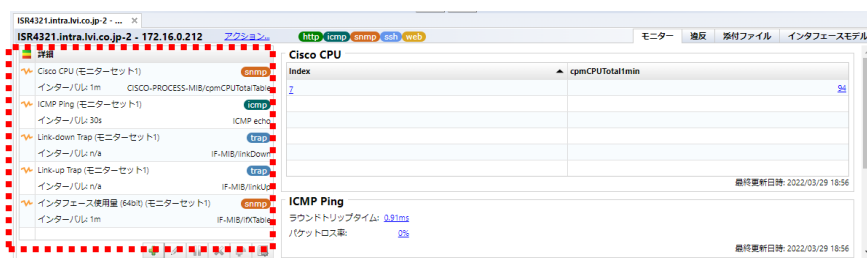 ISR4321.intra.lvi.co.jp-2 - ... ×
ISR4321.intra.lvi.co.jp-2 - 172.16.0.212 アクション... http icmp snmp ssh web モニター 違反 添付ファイル インタフェースモデル
詳細
Cisco CPU (モニターセット1) snmp
インターバル: 1m CISCO-PROCESS-MIB/cpmCPUTotalTable
ICMP Ping (モニターセット1) icmp
インターバル: 30s ICMP echo
Link-down Trap (モニターセット1) trap
インターバル: n/a IF-MIB/linkDown
Link-up Trap (モニターセット1) trap
インターバル: n/a IF-MIB/linkUp
インタフェース使用量 (64bit) (モニターセット1) snmp
インターバル: 1m IF-MIB/ifXTable
Cisco CPU
Index cpmCPUTotal1min
7 94
最終更新日時: 2022/03/29 18:56
ICMP Ping
ラウンドトリップタイム: 0.91ms
パケットロス率: 0%
最終更新日時: 2022/03/29 18:56